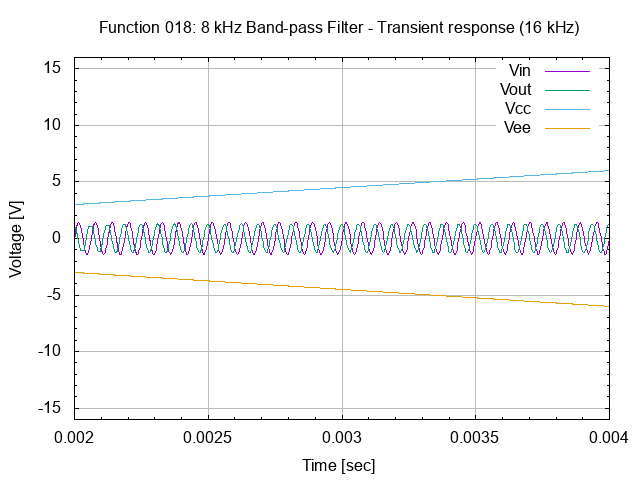 Function 018: 8 kHz Band-pass Filter - Transient response (16 kHz)
Vin
Vout
Vcc
Vee
15
10
5
0
-5
-10
-15
Voltage [V]
0.002 0.0025 0.003 0.0035 0.004
Time [sec]